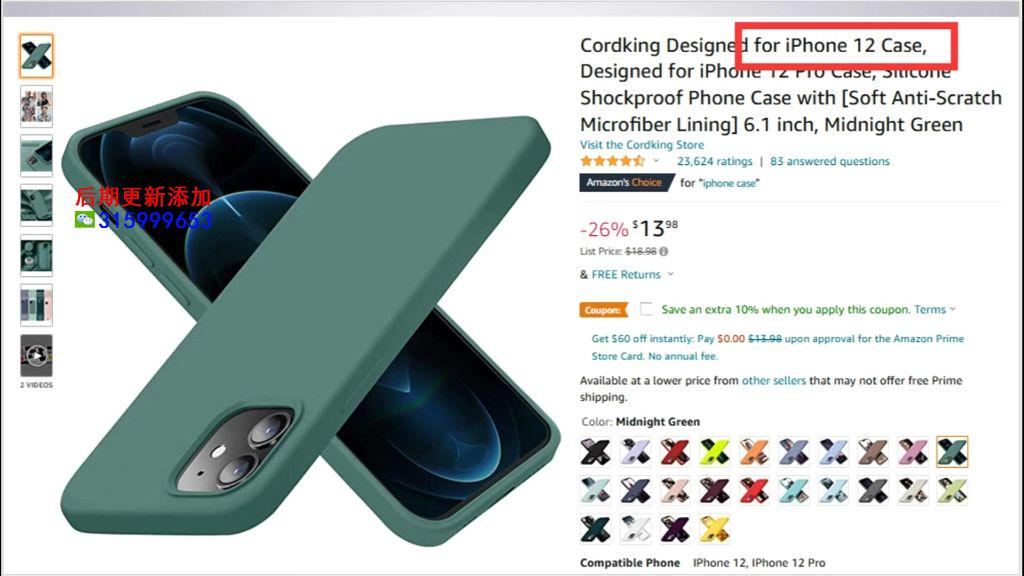 Cordking Designed for iPhone 12 Case,
Designed for iPhone 12 Pro Case, Silicone
Shockproof Phone Case with [Soft Anti-Scratch
Microfiber Lining] 6.1 inch, Midnight Green
Visit the Cordking Store
23,624 ratings | 83 answered questions
Amazon's Choice for "iphone case"
后期更新添加
315999653
-26% $13 98
List Price: $18.98
& FREE Returns
Coupon: Save an extra 10% when you apply this coupon. Terms
Get $60 off instantly: Pay $0.00 $13.98 upon approval for the Amazon Prime
Store Card. No annual fee.
Available at a lower price from other sellers that may not offer free Prime
shipping.
2 VIDEOS
Color: Midnight Green
Compatible Phone iPhone 12, iPhone 12 Pro